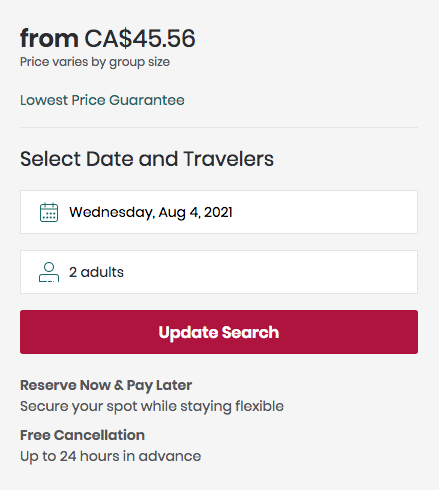 from CA$45.56
Price varies by group size
Lowest Price Guarantee
Select Date and Travelers
Wednesday, Aug 4, 2021
2 adults
Update Search
Reserve Now & Pay Later
Secure your spot while staying flexible
Free Cancellation
Up to 24 hours in advance